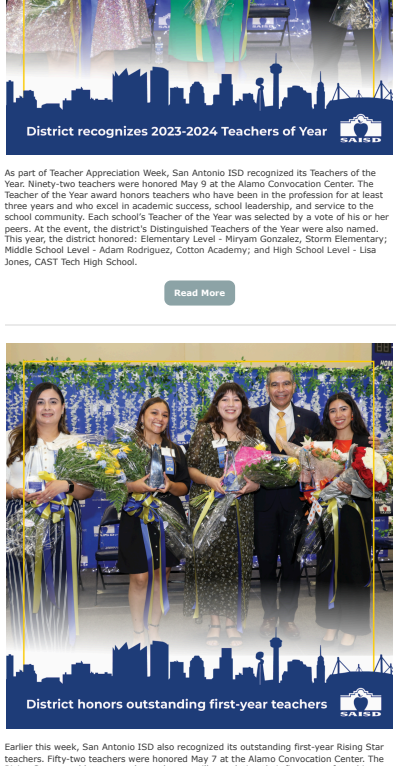 District recognizes 2023-2024 Teachers of Year
SAISD
As part of Teacher Appreciation Week, San Antonio ISD recognized its Teachers of the
Year. Ninety-two teachers were honored May 9 at the Alamo Convocation Center. The
Teacher of the Year award honors teachers who have been in the profession for at least
three years and who excel in academic success, school leadership, and service to the
school community. Each school's Teacher of the Year was selected by a vote of his or her
peers. At the event, the district's Distinguished Teachers of the Year were also named.
This year, the district honored: Elementary Level - Miryam Gonzalez, Storm Elementary;
Middle School Level - Adam Rodriguez, Cotton Academy; and High School Level - Lisa
Jones, CAST Tech High School.
Read More
SAISD
District honors outstanding first-year teachers
SAISD
Earlier this week, San Antonio ISD also recognized its outstanding first-year Rising Star
teachers. Fifty-two teachers were honored May 7 at the Alamo Convocation Center. The